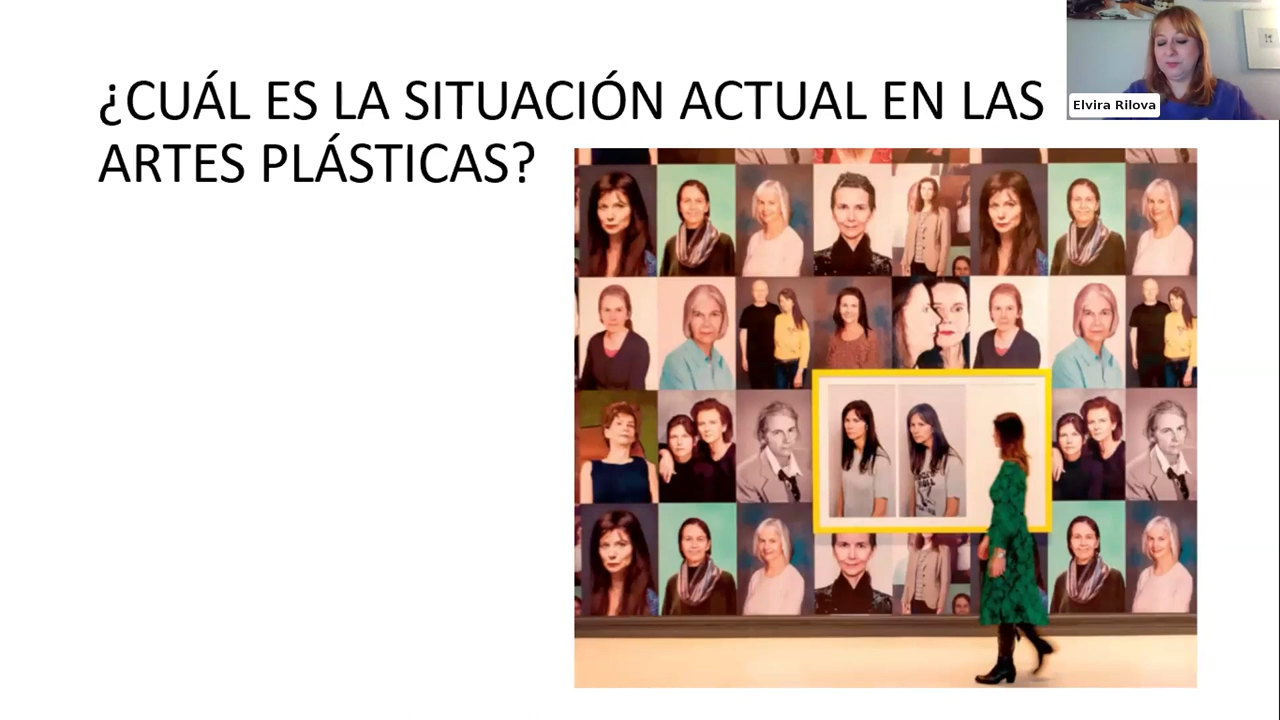 ¿CUÁL ES LA SITUACIÓN ACTUAL EN LAS
ARTES PLÁSTICAS?
Elvira Rilova